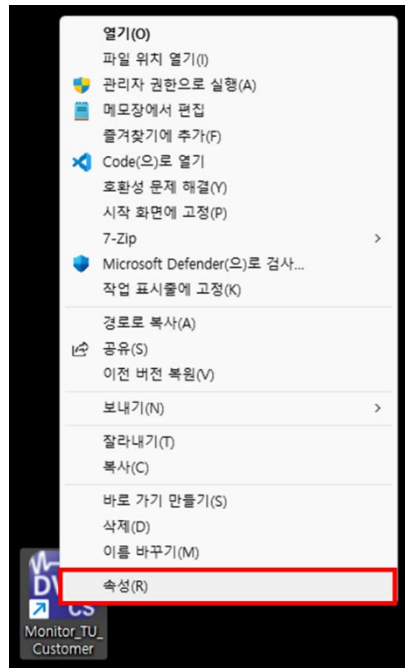 열기(O)
파일 위치 열기(I)
관리자 권한으로 실행(A)
메모장에서 편집
즐겨찾기에 추가(F)
Code(으)로 열기
호환성 문제 해결(Y)
시작 화면에 고정(P)
7-Zip
Microsoft Defender(으)로 검사...
작업 표시줄에 고정(K)
경로로 복사(A)
공유(S)
이전 버전 복원(V)
보내기(N)
잘라내기(T)
복사(C)
바로 가기 만들기(S)
삭제(D)
이름 바꾸기(M)
속성(R)
CS
Monitor_TU_
Customer